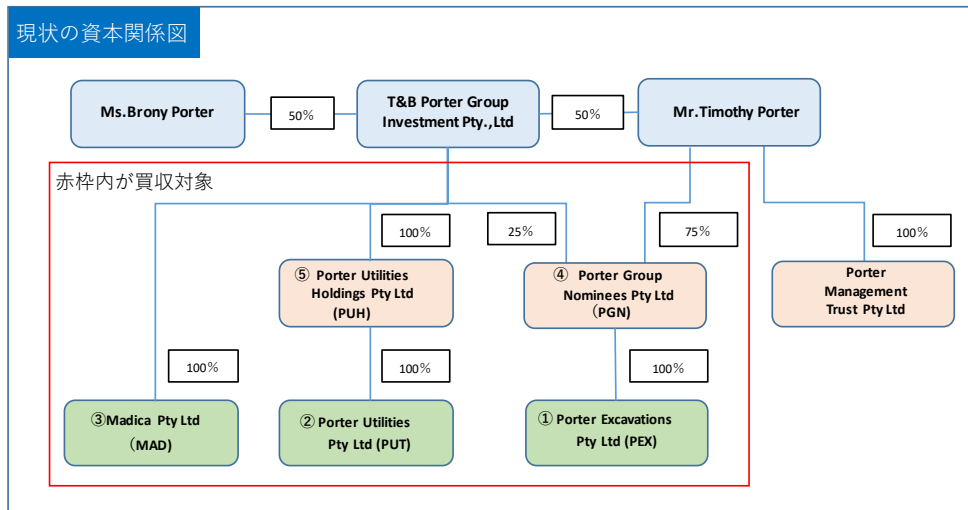 現状の資本関係図
Ms.Brony Porter
50%
T&B Porter Group
Investment Pty.,Ltd
50%
Mr.Timothy Porter
赤枠内が買収対象
100%
25%
75%
100%
⑤ Porter Utilities
Holdings Pty Ltd
(PUH)
④ Porter Group
Nominees Pty Ltd
（PGN)
Porter
Management
Trust Pty Ltd
100%
100%
100%
③Madica Pty Ltd
（MAD)
② Porter Utilities
Pty Ltd (PUT)
① Porter Excavations
Pty Ltd (PEX)